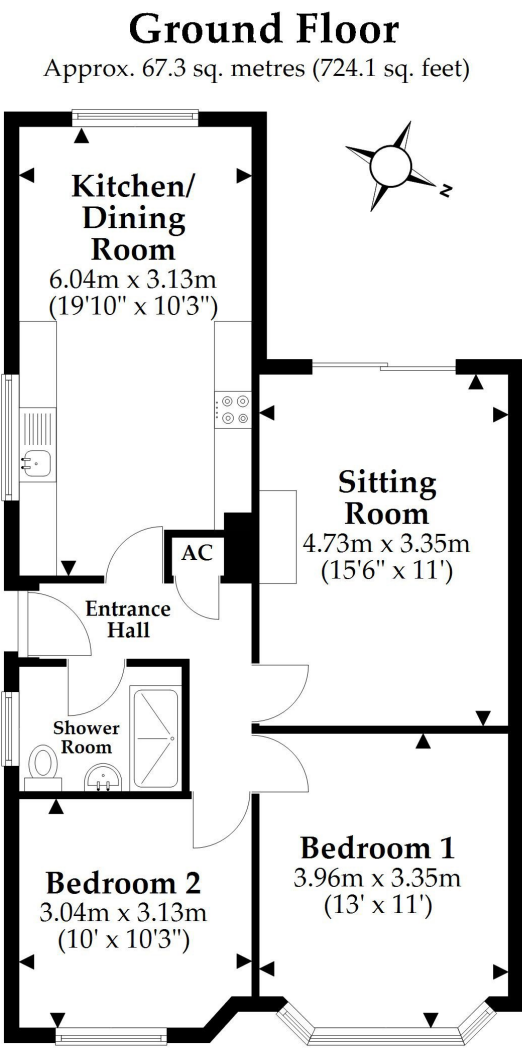 Ground Floor
Approx. 67.3 sq. metres (724.1 sq. feet)
N
Kitchen/
Dining
Room
6.04m x 3.13m
(19'10" x 10'3")
Sitting
Room
4.73m x 3.35m
(15'6" x 11')
AC
Entrance
Hall
Shower
Room
Bedroom 1
3.96m x 3.35m
(13' x 11')
Bedroom 2
3.04m x 3.13m
(10' x 10'3")